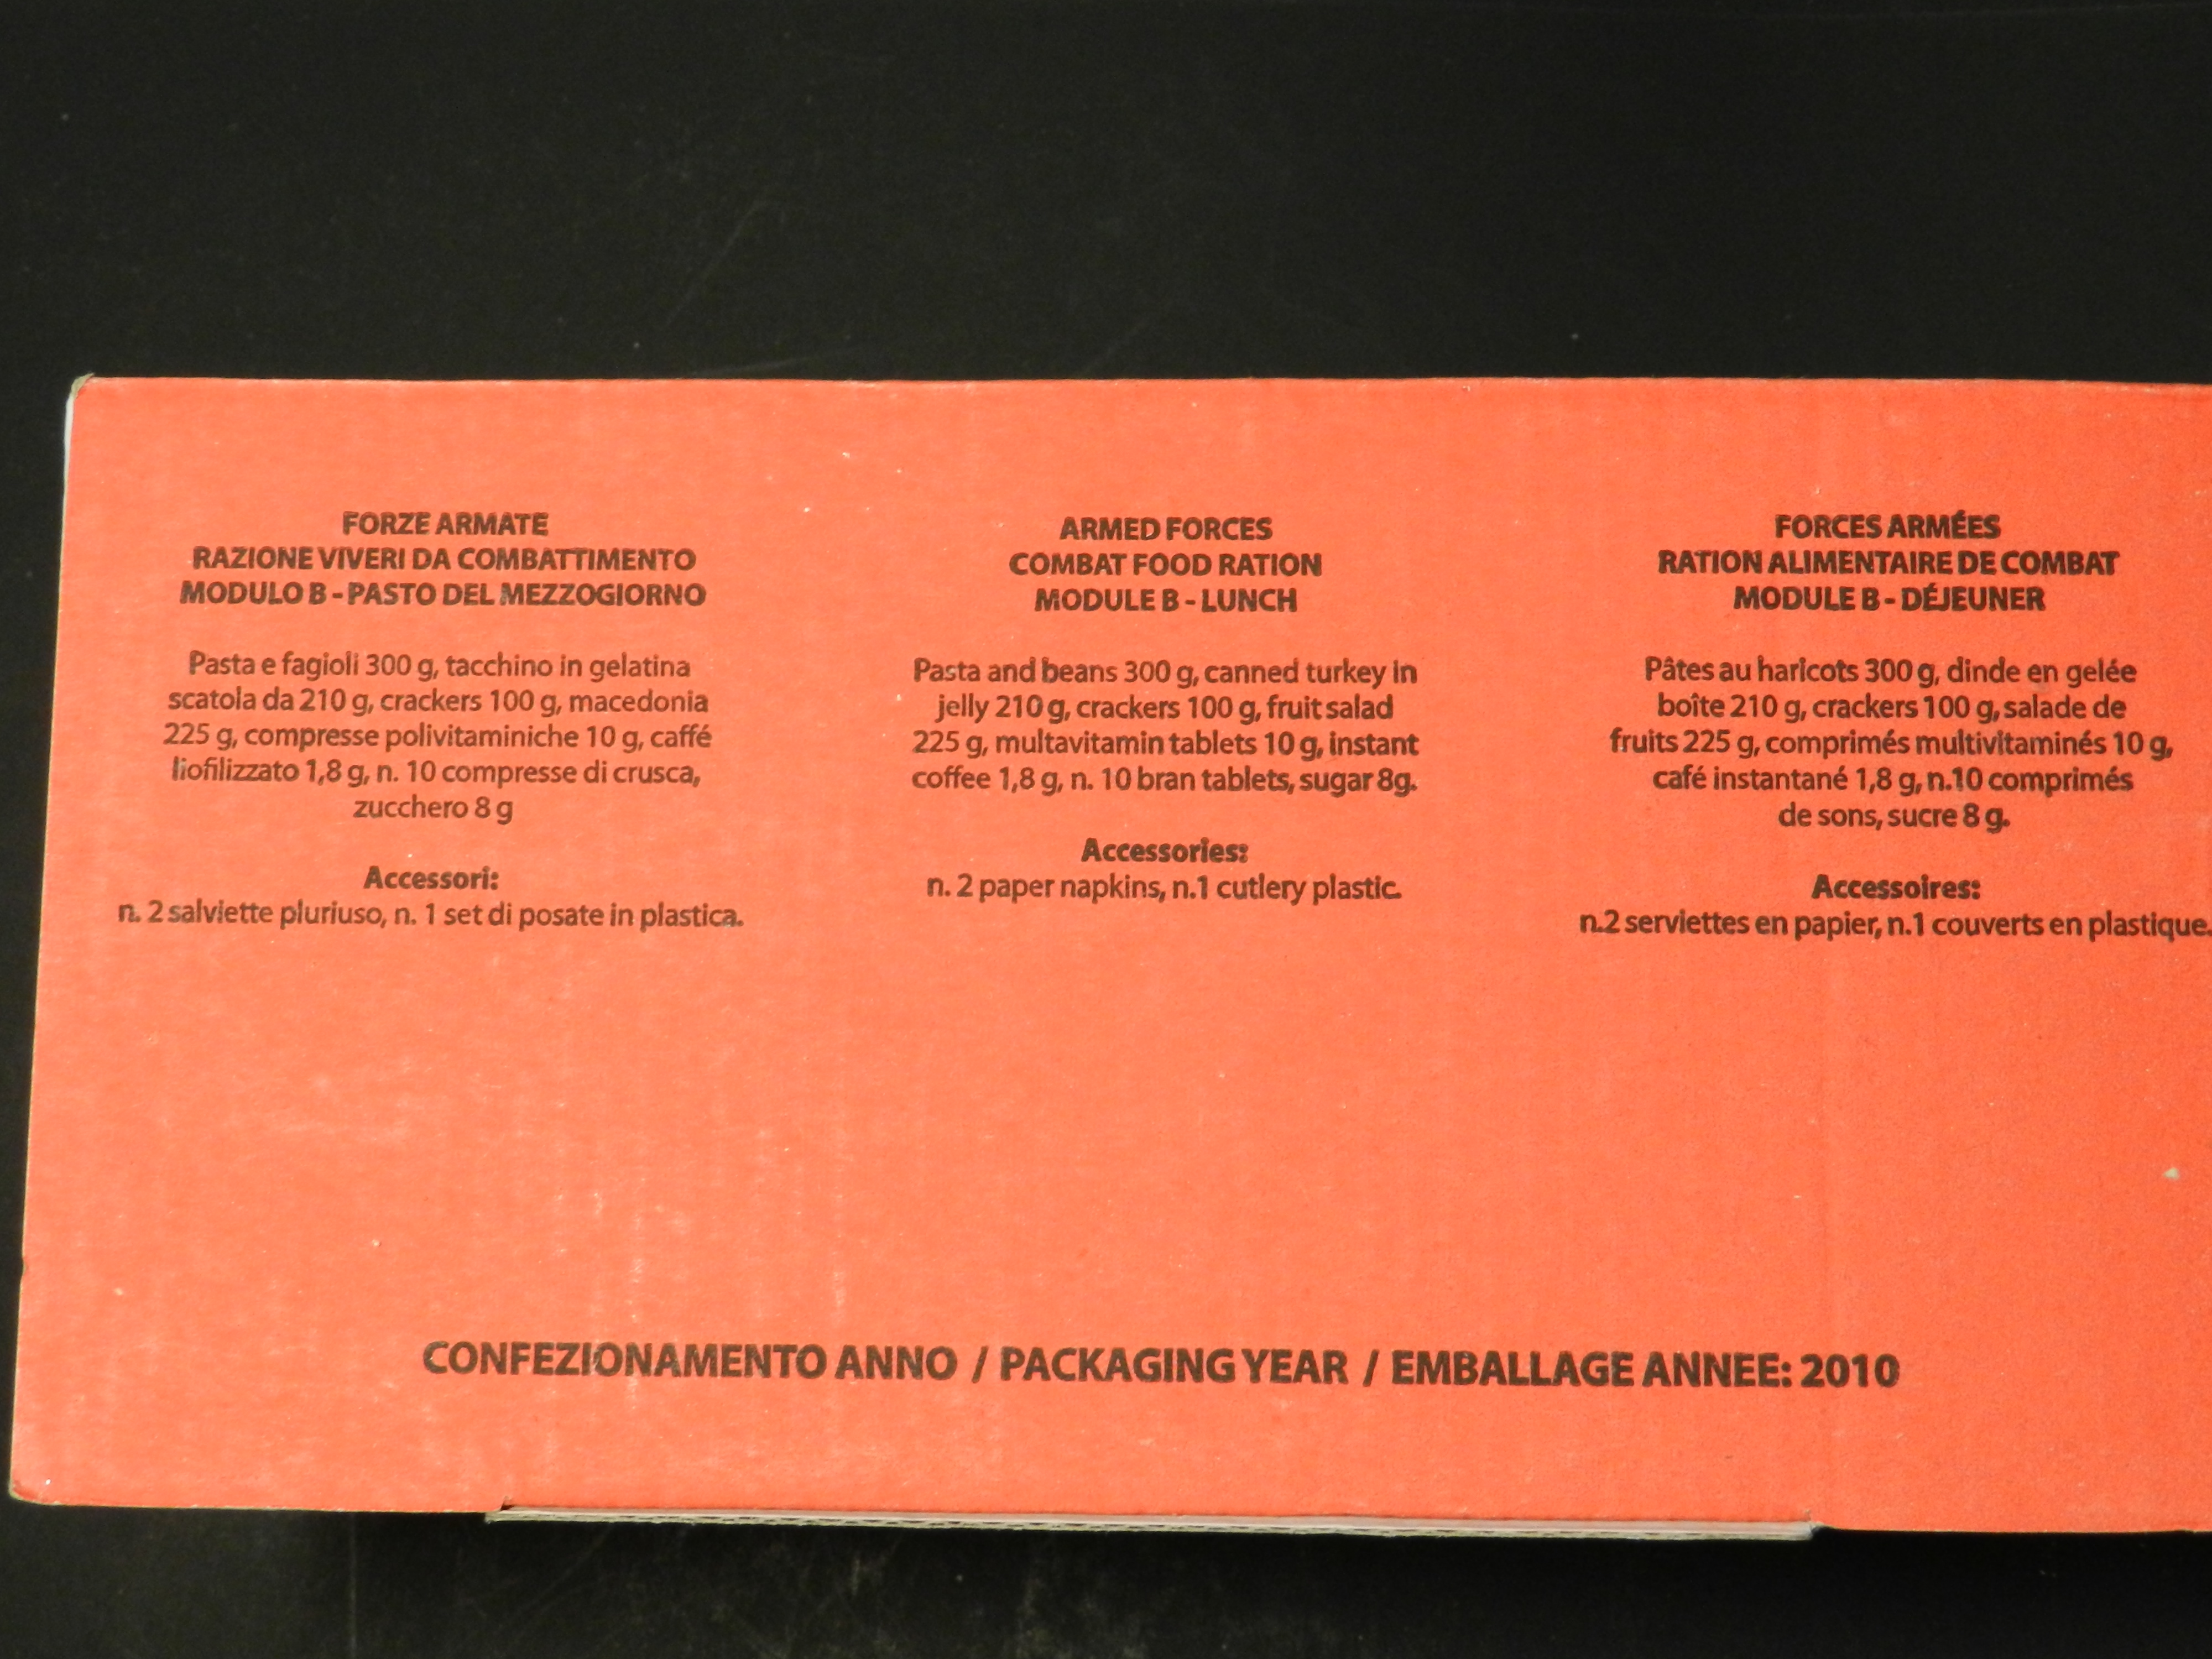 FORZE ARMATE
RAZIONE VIVERI DA COMBATTIMENTO
MODULO B - PASTO DEL MEZZOGIORNO
Pasta e fagioli 300 g, tacchino in gelatina
scatola da 210 g, crackers 100 g, macedonia
225 g, compresse polivitaminiche 10 g, caffé
liofilizzato 1,8 g, n. 10 compresse di crusca,
zucchero 8 g
Accessori:
n. 2 salviette pluriuso, n. 1 set di posate in plastica.
ARMED FORCES
COMBAT FOOD RATION
MODULE B - LUNCH
Pasta and beans 300 g, canned turkey in
jelly 210 g, crackers 100 g, fruit salad
225 g, multavitamin tablets 10 g, instant
coffee 1,8 g, n. 10 bran tablets, sugar 8g.
Accessories:
n. 2 paper napkins, n.1 cutlery plastic.
FORCES ARMÉES
RATION ALIMENTAIRE DE COMBAT
MODULE B - DÉJEUNER
Pâtes au haricots 300 g, dinde en gelée
boîte 210 g, crackers 100 g, salade de
fruits 225 g, comprimés multivitaminés 10 g,
café instantané 1,8 g, n.10 comprimés
de sons, sucre 8 g.
Accessoires:
n.2 serviettes en papier, n.1 couverts en plastique.
CONFEZIONAMENTO ANNO / PACKAGING YEAR / EMBALLAGE ANNEE: 2010